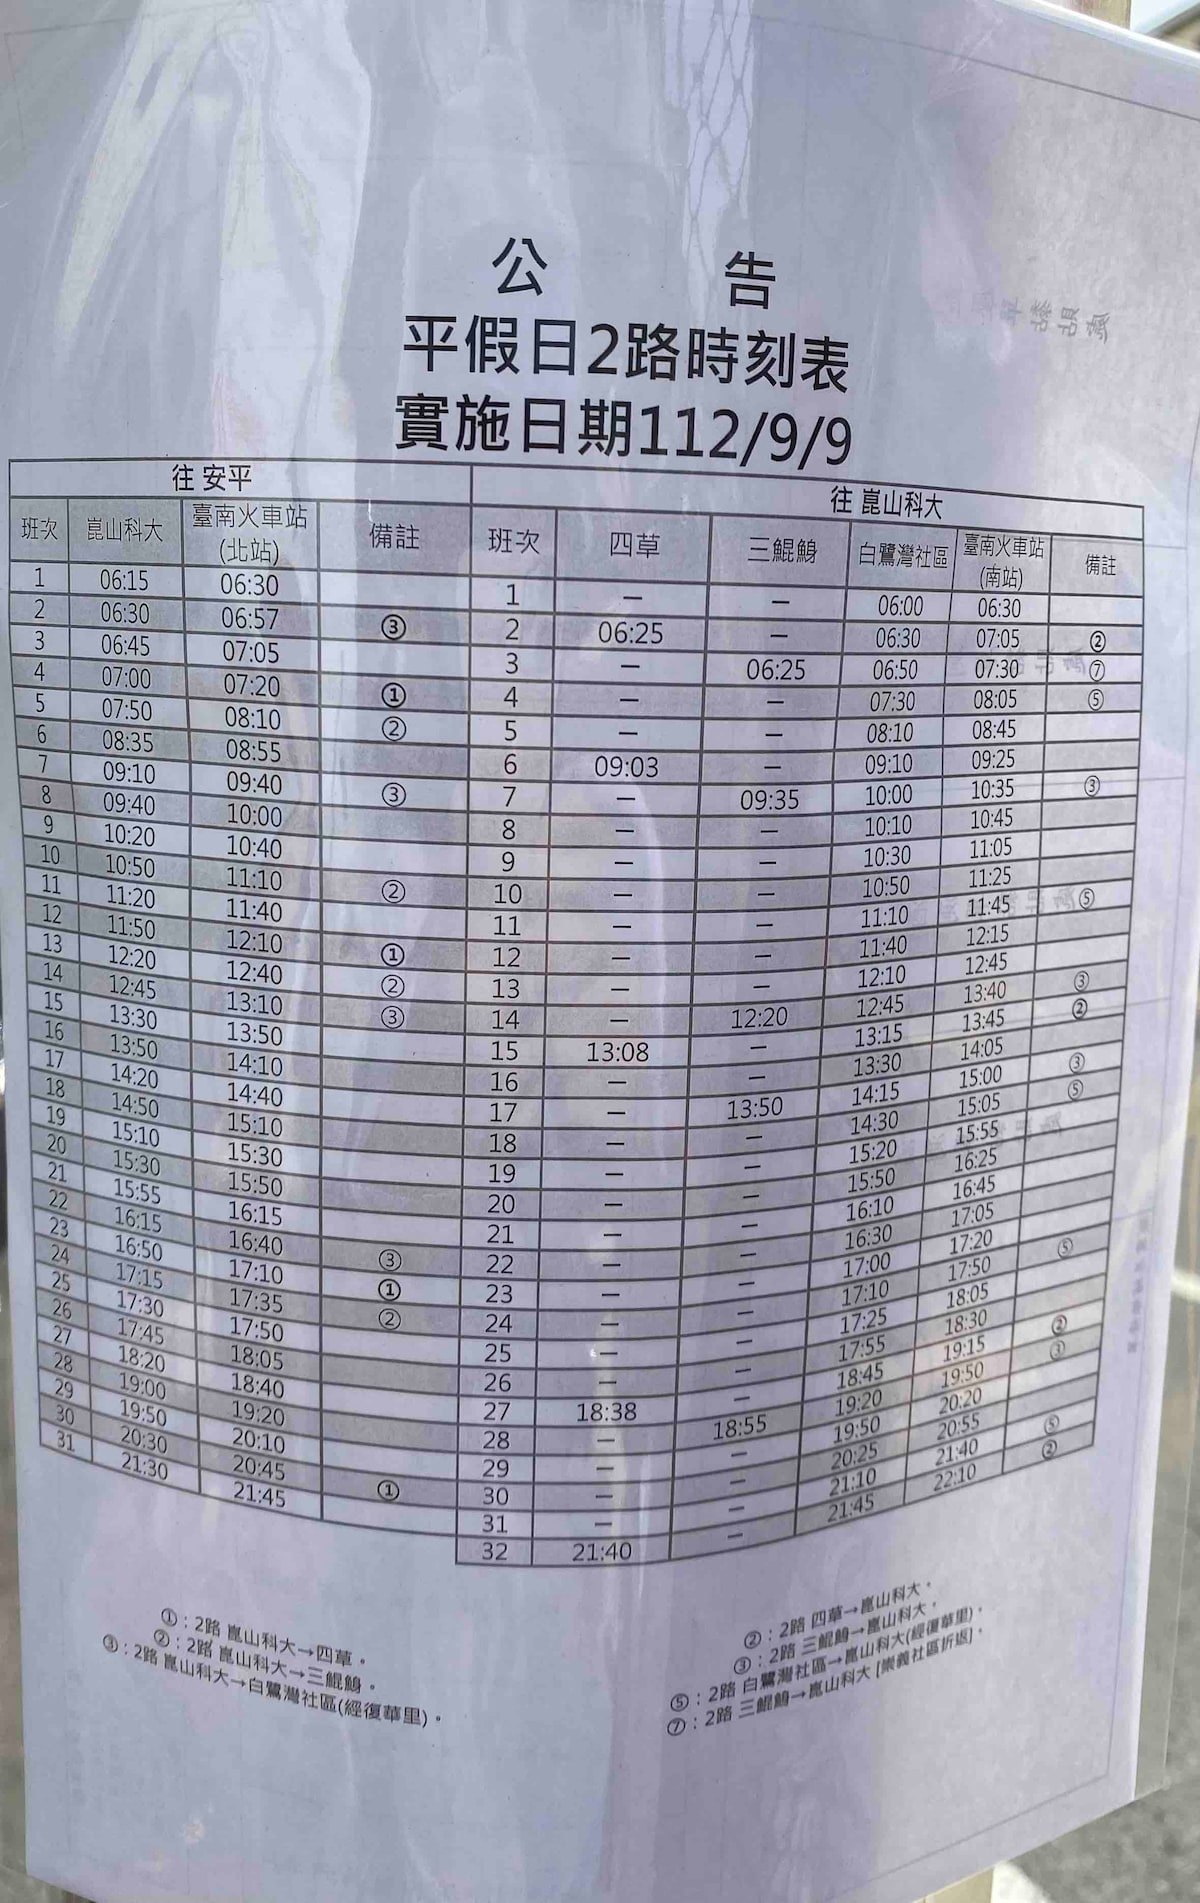 公 告
平假日2路時刻表
實施日期112/9/9
往 安平
班次 崑山科大 臺南火車站(北站) 備註
1 06:15 06:30
2 06:30 06:57 ③
3 06:45 07:05
4 07:00 07:20 ①
5 07:50 08:10 ②
6 08:35 08:55
7 09:10 09:40 ③
8 09:40 10:00
9 10:20 10:40
10 10:50 11:10 ②
11 11:20 11:40
12 11:50 12:10 ①
13 12:20 12:40 ②
14 12:45 13:10 ③
15 13:30 13:50
16 13:50 14:10
17 14:20 14:40
18 14:50 15:10
19 15:10 15:30
20 15:30 15:50
21 15:55 16:15
22 16:15 16:40 ③
23 16:50 17:10 ①
24 17:15 17:35 ②
25 17:30 17:50
26 17:45 18:05
27 18:20 18:40
28 19:00 19:20
29 19:50 20:10
30 20:30 20:45 ①
31 21:30 21:45
往 崑山科大
班次 四草 三鯤鯓 白鷺灣社區 臺南火車站(南站) 備註
1 — — 06:00 06:30
2 06:25 — 06:30 07:05 ②
3 — 06:25 06:50 07:30 ⑦
4 — — 07:30 08:05 ⑤
5 — — 08:10 08:45
6 09:03 — 09:10 09:25
7 — 09:35 10:00 10:35 ③
8 — — 10:10 10:45
9 — — 10:30 11:05
10 — — 10:50 11:25
11 — — 11:10 11:45 ⑤
12 — — 11:40 12:15
13 — — 12:10 12:45
14 — 12:20 12:45 13:40 ③
15 13:08 — 13:15 13:45 ②
16 — — 13:30 14:05
17 — 13:50 14:15 15:00 ③
18 — — 14:30 15:05 ⑤
19 — — 15:20 15:55
20 — — 15:50 16:25
21 — — 16:10 16:45
22 — — 16:30 17:05
23 — — 17:00 17:20
24 — — 17:10 17:50 ⑤
25 — — 17:25 18:05
26 — — 17:55 18:30
27 18:38 — 18:45 19:15 ②
28 — 18:55 19:20 19:50 ③
29 — — 19:50 20:20
30 — — 20:25 20:55
31 — — 21:10 21:40 ⑤
32 21:40 — 21:45 22:10 ②
①：2路 崑山科大→四草。
②：2路 崑山科大→三鯤鯓。
③：2路 崑山科大→白鷺灣社區(經復華里)。
②：2路 四草→崑山科大。
③：2路 三鯤鯓→崑山科大。
⑤：2路 白鷺灣社區→崑山科大(經復華里)。
⑦：2路 三鯤鯓→崑山科大 [崇義社區折返]。